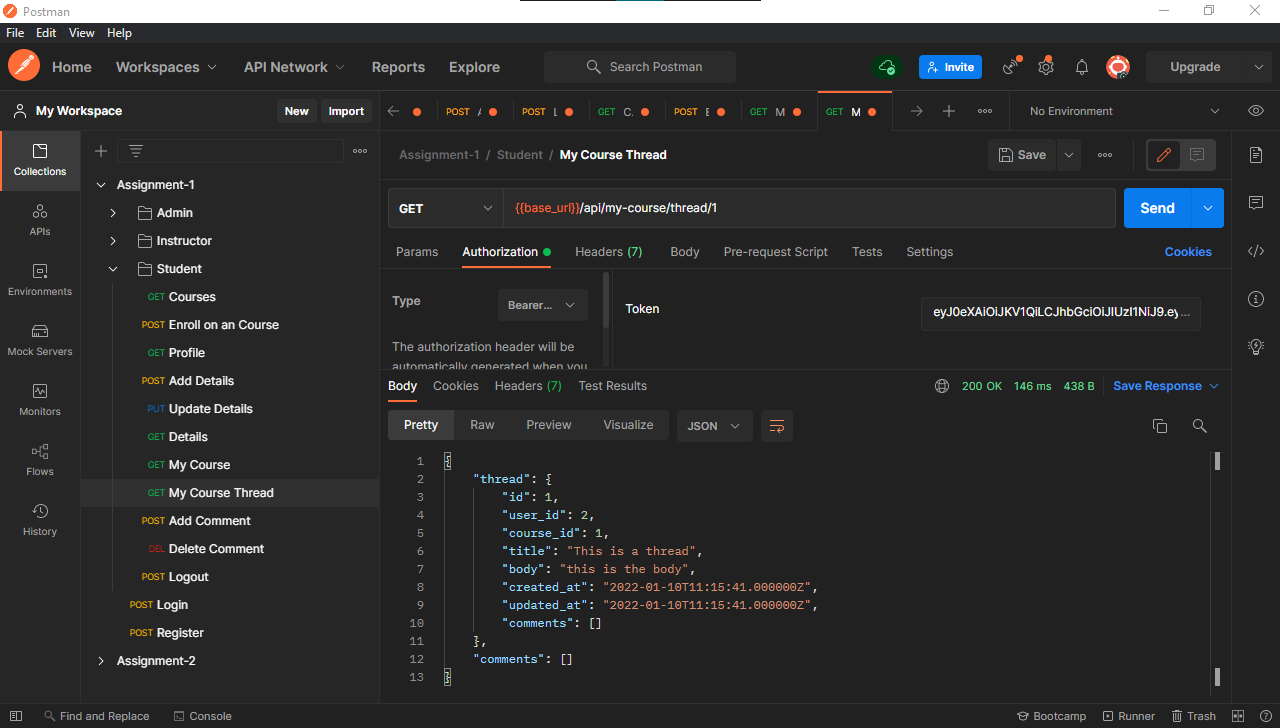 Postman
File Edit View Help
Home Workspaces API Network Reports Explore Search Postman Invite Upgrade
My Workspace New Import
POST POST GET C. POST GET M GET M No Environment
Collections
APIs
Environments
Mock Servers
Monitors
Flows
History
Assignment-1
Admin
Instructor
Student
GET Courses
POST Enroll on an Course
GET Profile
POST Add Details
PUT Update Details
GET Details
GET My Course
GET My Course Thread
POST Add Comment
DEL Delete Comment
POST Logout
POST Login
POST Register
Assignment-2
Assignment-1 / Student / My Course Thread Save
GET {{base_url}}/api/my-course/thread/1 Send
Params Authorization Headers (7) Body Pre-request Script Tests Settings Cookies
Type Bearer...
The authorization header will be
automatically generated when you
Token
Body Cookies Headers (7) Test Results 200 OK 146 ms 438 B Save Response
Pretty Raw Preview Visualize JSON
1 {
2 "thread": {
3 "id": 1,
4 "user_id": 2,
5 "course_id": 1,
6 "title": "This is a thread",
7 "body": "this is the body",
8 "created_at": "2022-01-10T11:15:41.000000Z",
9 "updated_at": "2022-01-10T11:15:41.000000Z",
10 "comments": []
11 },
12 "comments": []
13 }
Find and Replace Console Bootcamp Runner Trash